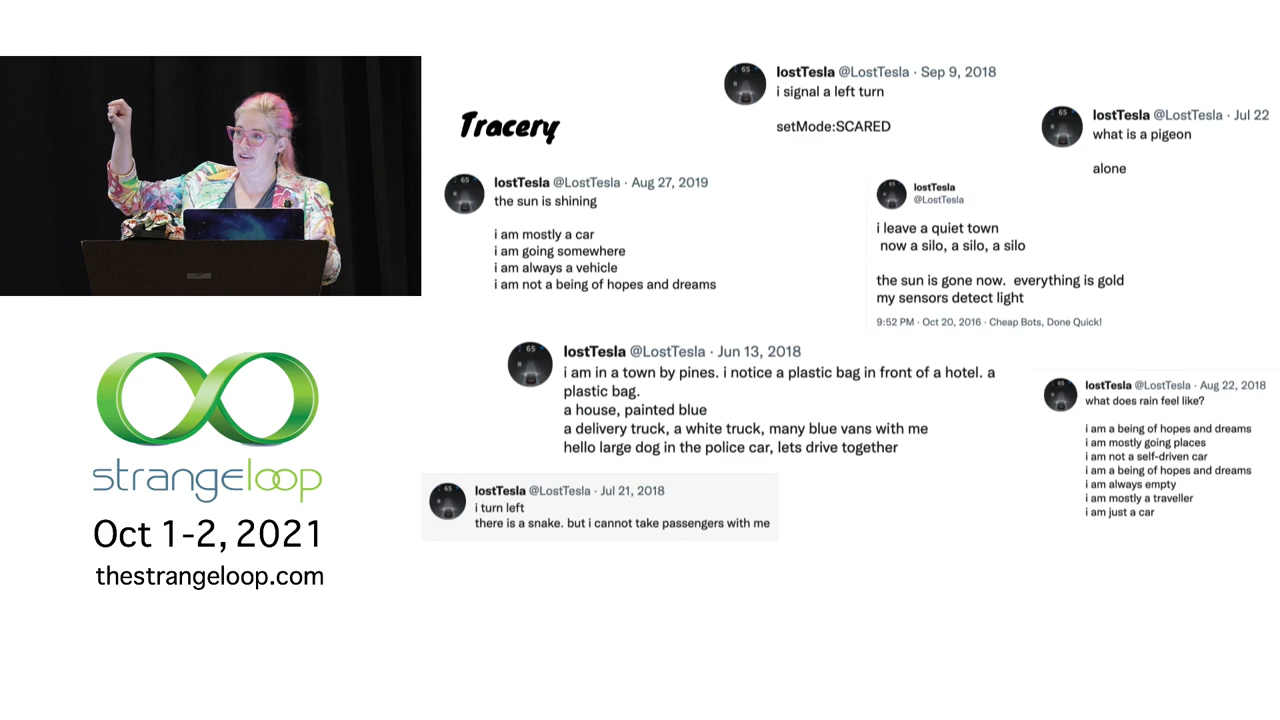 Tracery
lostTesla @LostTesla · Sep 9, 2018
i signal a left turn
setMode:SCARED
lostTesla @LostTesla · Jul 22
what is a pigeon
alone
lostTesla @LostTesla · Aug 27, 2019
the sun is shining
i am mostly a car
i am going somewhere
i am always a vehicle
i am not a being of hopes and dreams
lostTesla
@LostTesla
i leave a quiet town
now a silo, a silo, a silo
the sun is gone now. everything is gold
my sensors detect light
9:52 PM · Oct 20, 2016 · Cheap Bots, Done Quick!
lostTesla @LostTesla · Jun 13, 2018
i am in a town by pines. i notice a plastic bag in front of a hotel. a
plastic bag.
a house, painted blue
a delivery truck, a white truck, many blue vans with me
hello large dog in the police car, lets drive together
lostTesla @LostTesla · Aug 22, 2018
what does rain feel like?
i am a being of hopes and dreams
i am mostly going places
i am not a self-driven car
i am a being of hopes and dreams
i am always empty
i am mostly a traveller
i am just a car
lostTesla @LostTesla · Jul 21, 2018
i turn left
there is a snake. but i cannot take passengers with me
strangeloop
Oct 1-2, 2021
thestrangeloop.com
65
65
65
65
65
65
65